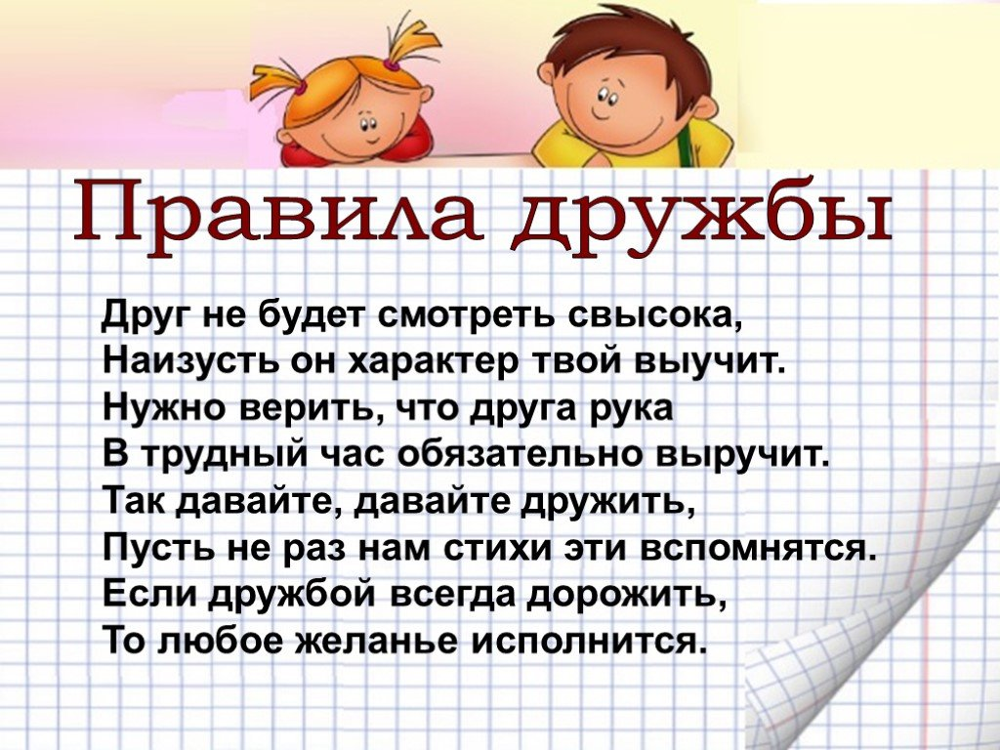 Правила дружбы
Друг не будет смотреть свысока,
Наизусть он характер твой выучит.
Нужно верить, что друга рука
В трудный час обязательно выручит.
Так давайте, давайте дружить,
Пусть не раз нам стихи эти вспомнятся.
Если дружбой всегда дорожить,
То любое желанье исполнится.